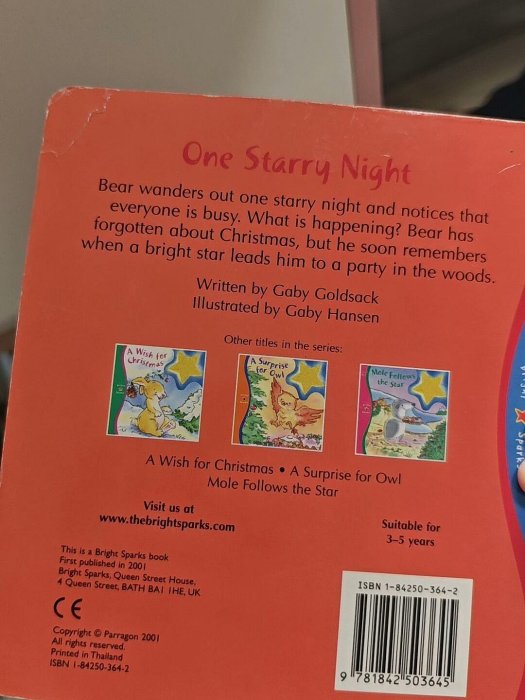 One Starry Night
Bear wanders out one starry night and notices that
everyone is busy. What is happening? Bear has
forgotten about Christmas, but he soon remembers
when a bright star leads him to a party in the woods.
Written by Gaby Goldsack
Illustrated by Gaby Hansen
Other titles in the series:
A Wish for
Christmas
A Surprise
for Owl
Mole Follows
the Star
A Wish for Christmas • A Surprise for Owl
Mole Follows the Star
Visit us at
www.thebrightsparks.com
Suitable for
3–5 years
This is a Bright Sparks book
First published in 2001
Bright Sparks, Queen Street House,
4 Queen Street, BATH BA1 1HE, UK
CE
Copyright © Parragon 2001
All rights reserved.
Printed in Thailand
ISBN 1-84250-364-2
ISBN 1-84250-364-2
9 781842 503645